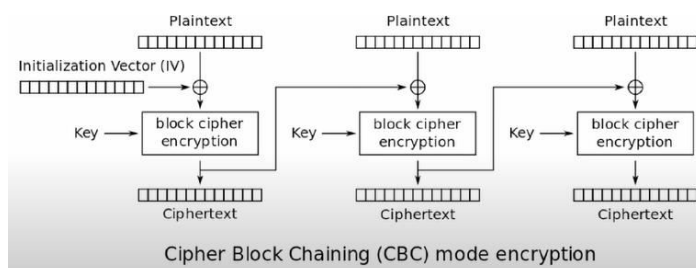 Plaintext Plaintext Plaintext
Initialization Vector (IV)
Key block cipher encryption Key block cipher encryption Key block cipher encryption
Ciphertext Ciphertext Ciphertext
Cipher Block Chaining (CBC) mode encryption